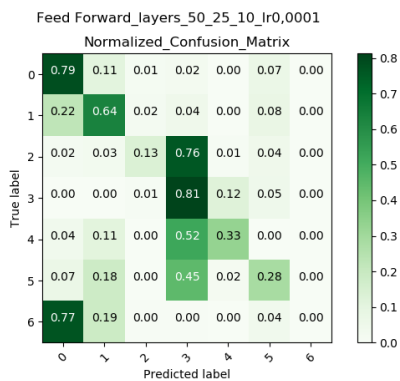 Feed Forward_layers_50_25_10_lr0,0001
Normalized_Confusion_Matrix
0 0.79 0.11 0.01 0.02 0.00 0.07 0.00
1 0.22 0.64 0.02 0.04 0.00 0.08 0.00
2 0.02 0.03 0.13 0.76 0.01 0.04 0.00
3 0.00 0.00 0.01 0.81 0.12 0.05 0.00
4 0.04 0.11 0.00 0.52 0.33 0.00 0.00
5 0.07 0.18 0.00 0.45 0.02 0.28 0.00
6 0.77 0.19 0.00 0.00 0.00 0.04 0.00
0 1 2 3 4 5 6
True label
Predicted label
0.8
0.7
0.6
0.5
0.4
0.3
0.2
0.1
0.0